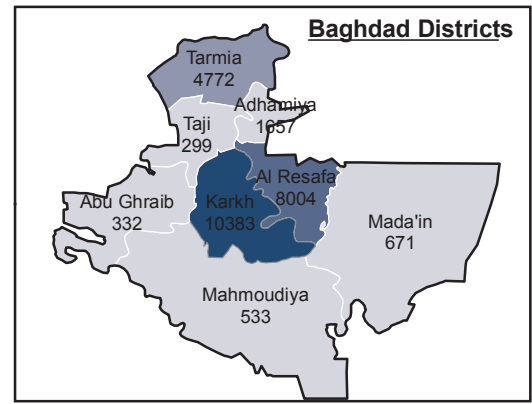 Baghdad Districts
Tarmia
4772
Adhamiya
1657
Taji
299
Al Resafa
8004
Abu Ghraib
332
Karkh
10383
Mada'in
671
Mahmoudiya
533